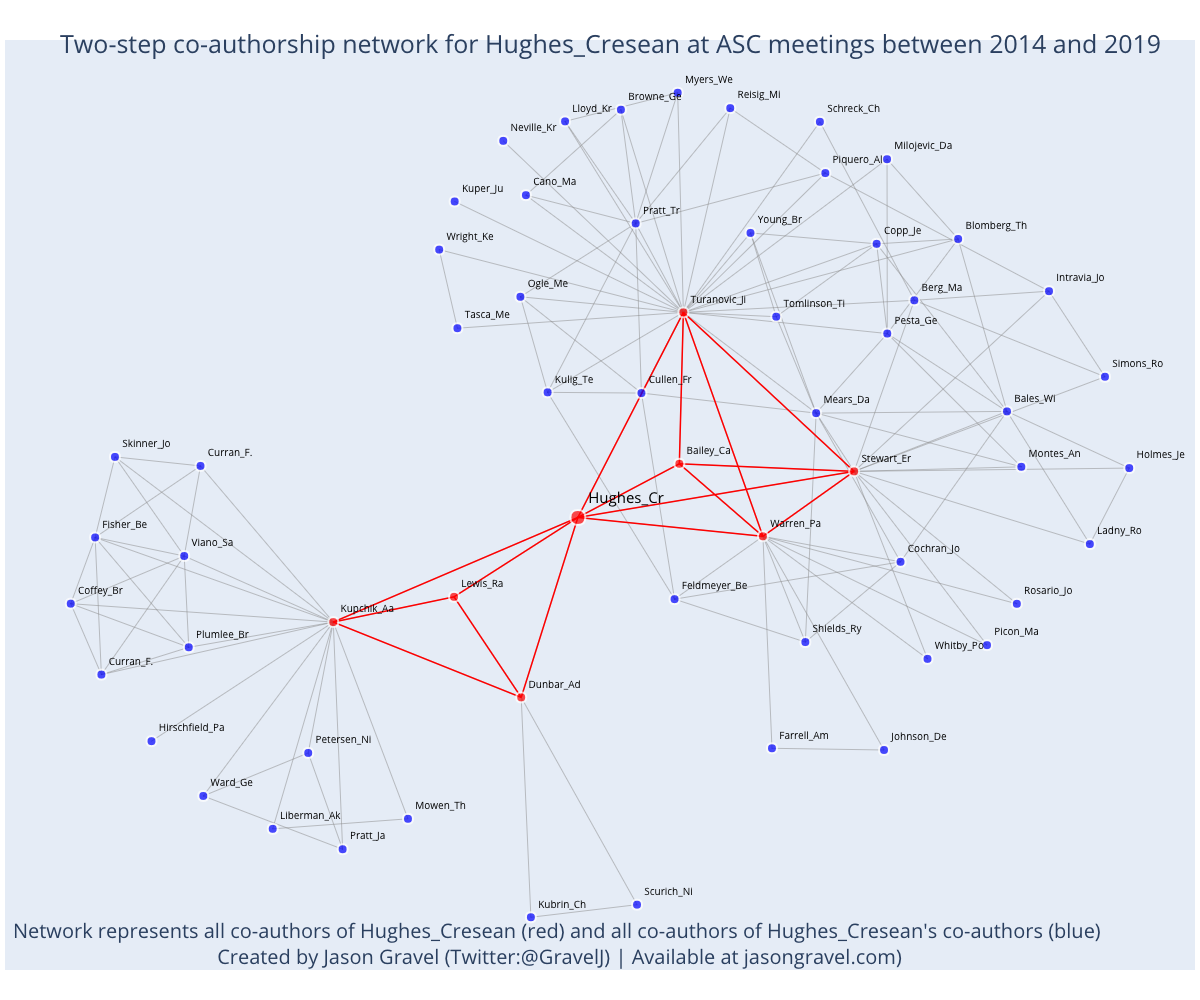 Two-step co-authorship network for Hughes_Cresean at ASC meetings between 2014 and 2019
Myers_We
Browne_Ge
Reisig_Mi
Lloyd_Kr
Schreck_Ch
Neville_Kr
Milojevic_Da
Piquero_Al
Cano_Ma
Kuper_Ju
Pratt_Tr
Young_Br
Blomberg_Th
Copp_Je
Wright_Ke
Intravia_Jo
Ogle_Me
Berg_Ma
Turanovic_Ji
Tomlinson_Ti
Tasca_Me
Pesta_Ge
Simons_Ro
Kulig_Te
Cullen_Fr
Mears_Da
Bales_Wi
Skinner_Jo
Curran_F.
Bailey_Ca
Stewart_Er
Montes_An
Holmes_Je
Hughes_Cr
Fisher_Be
Warren_Pa
Ladny_Ro
Viano_Sa
Cochran_Jo
Lewis_Ra
Feldmeyer_Be
Coffey_Br
Rosario_Jo
Kupchik_Aa
Plumlee_Br
Shields_Ry
Picon_Ma
Whitby_Po
Curran_F.
Dunbar_Ad
Hirschfield_Pa
Petersen_Ni
Farrell_Am
Johnson_De
Ward_Ge
Mowen_Th
Liberman_Ak
Pratt_Ja
Scurich_Ni
Kubrin_Ch
Network represents all co-authors of Hughes_Cresean (red) and all co-authors of Hughes_Cresean's co-authors (blue)
Created by Jason Gravel (Twitter:@GravelJ) | Available at jasongravel.com)